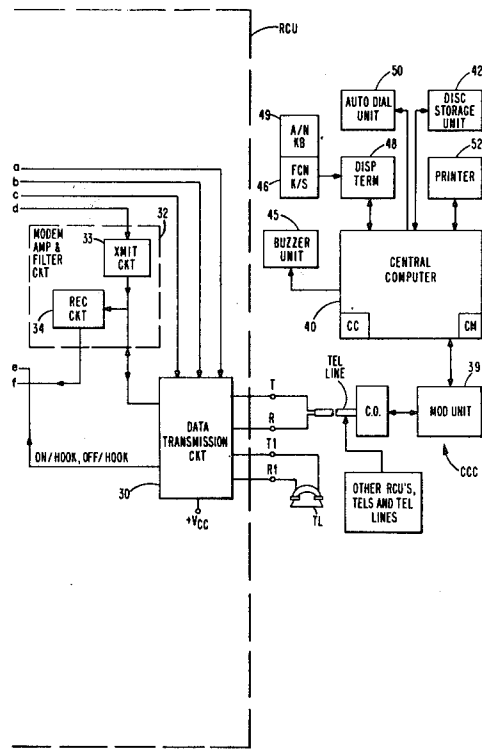 RCU
50
42
AUTO DIAL
UNIT
DISC
STORAGE
UNIT
49
A/N
KB
48
52
FCN
K/S
46
DISP
TERM
PRINTER
a
b
c
d
32
MODEM
AMP &
FILTER
CKT
33
XMIT
CKT
45
BUZZER
UNIT
CENTRAL
COMPUTER
40
CC
CM
REC
CKT
34
e
f
TEL
LINE
39
T
C.O.
MOD UNIT
DATA
TRANSMISSION
CKT
R
ON/HOOK, OFF/HOOK
T1
CCC
30
R1
OTHER RCU'S,
TELS AND TEL
LINES
TL
+VCC